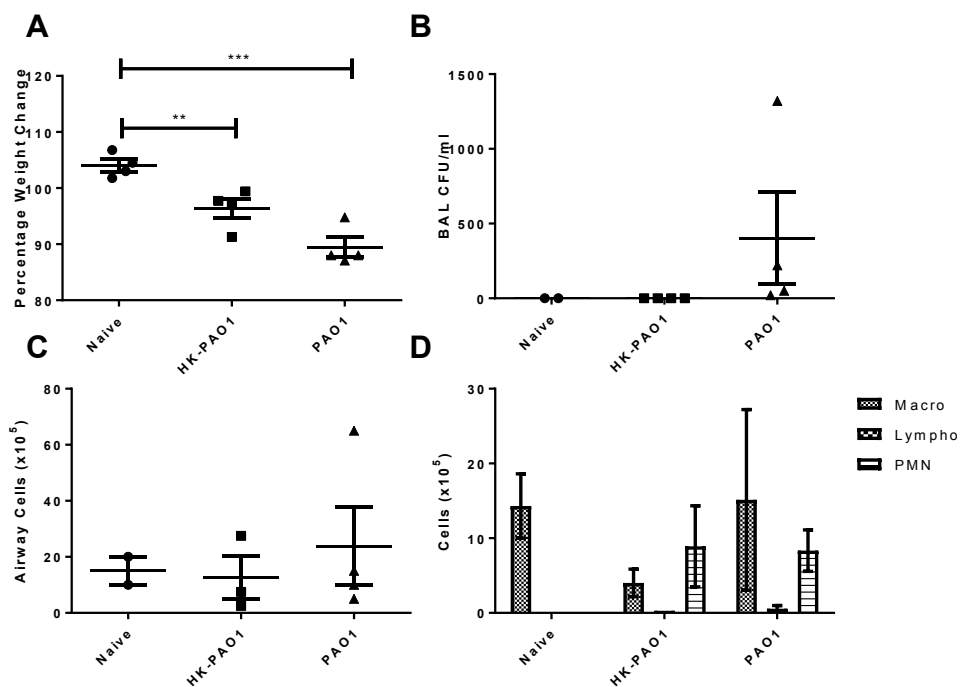 A
Percentage Weight Change
120
110
100
90
80
***
**
Naive
HK-PAO1
PAO1
B
BAL CFU/ml
1500
1000
500
0
Naive
HK-PAO1
PAO1
C
Airway Cells (x10⁵)
80
60
40
20
0
Naive
HK-PAO1
PAO1
D
Cells (x10⁵)
30
20
10
0
Naive
HK-PAO1
PAO1
Macro
Lympho
PMN